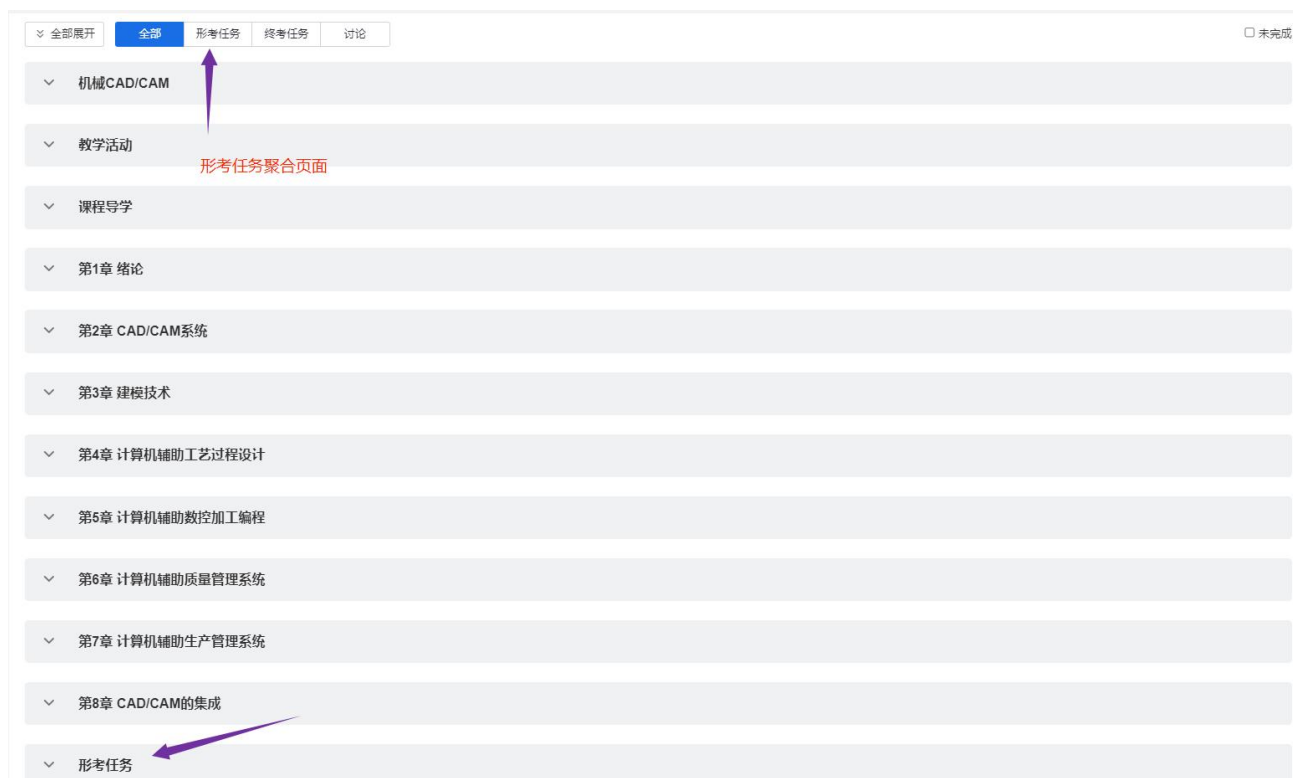 全部展开 全部 形考任务 终考任务 讨论 未完成
机械CAD/CAM
教学活动
形考任务聚合页面
课程导学
第1章 绪论
第2章 CAD/CAM系统
第3章 建模技术
第4章 计算机辅助工艺过程设计
第5章 计算机辅助数控加工编程
第6章 计算机辅助质量管理系统
第7章 计算机辅助生产管理系统
第8章 CAD/CAM的集成
形考任务